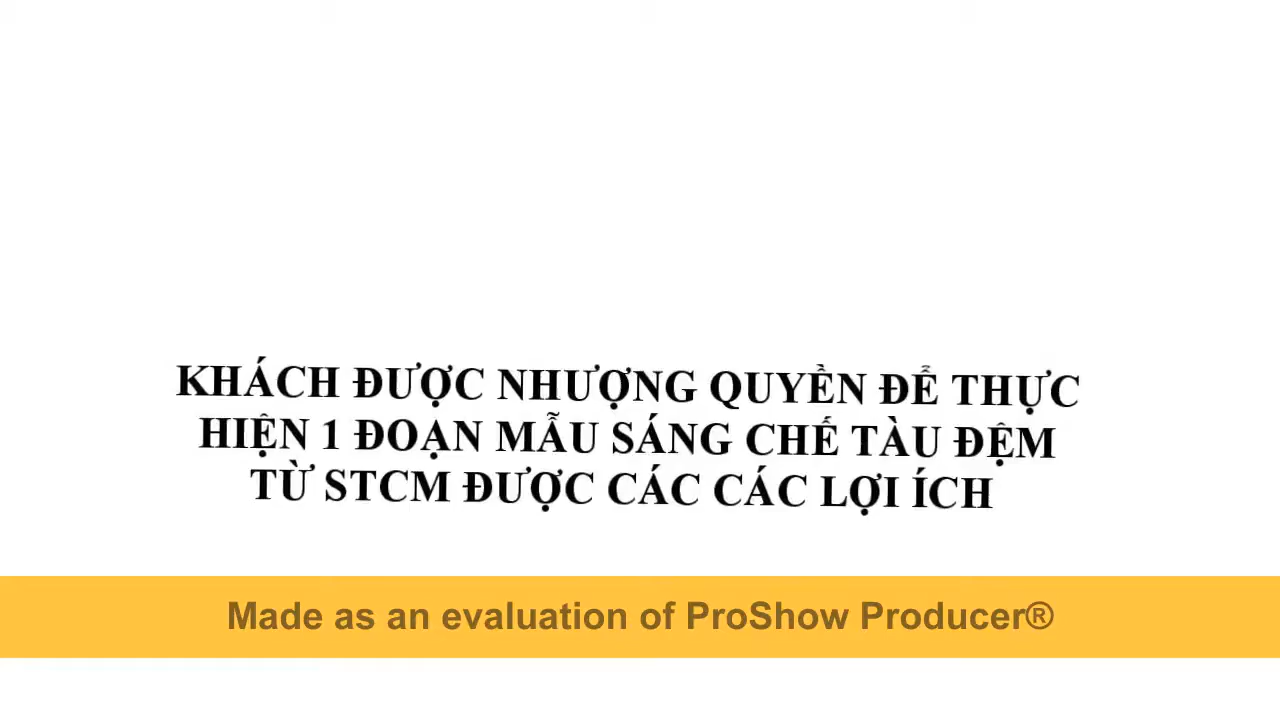 KHÁCH ĐƯỢC NHƯỢNG QUYỀN ĐỂ THỰC
HIỆN 1 ĐOẠN MẪU SÁNG CHẾ TÀU ĐỆM
TỪ STCM ĐƯỢC CÁC CÁC LỢI ÍCH
Made as an evaluation of ProShow Producer®